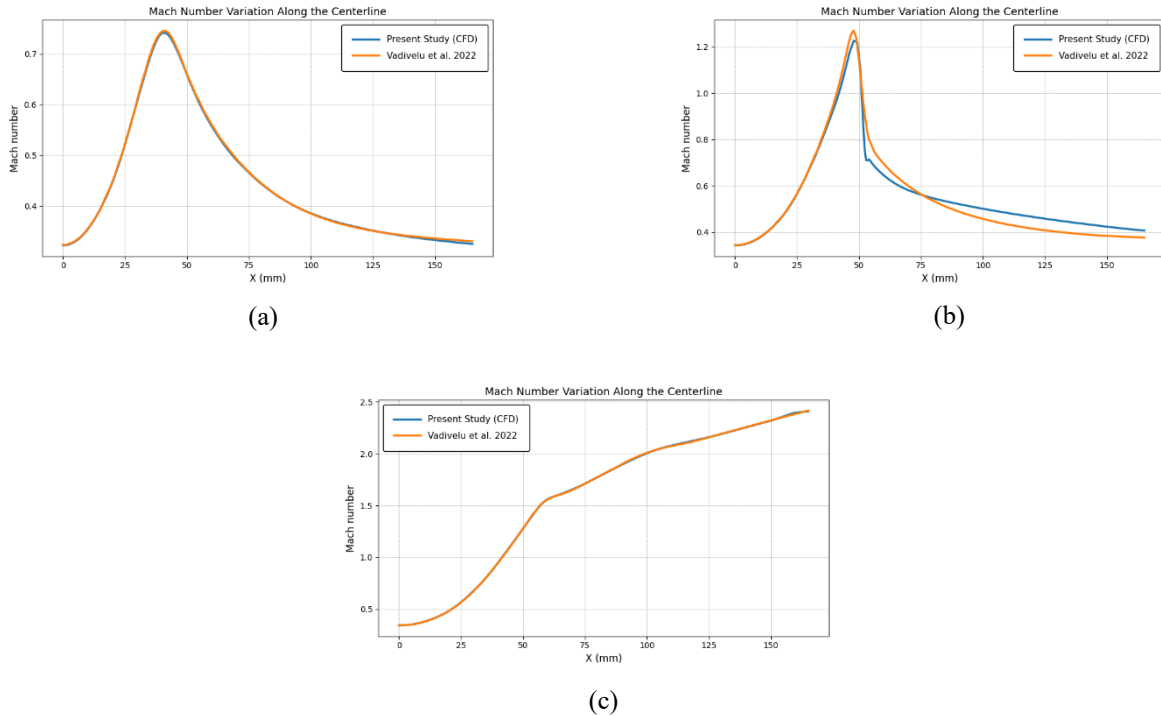 Mach Number Variation Along the Centerline
Present Study (CFD)
Vadivelu et al. 2022
Mach number
0.7
0.6
0.5
0.4
0 25 50 75 100 125 150
X (mm)
(a)
Mach Number Variation Along the Centerline
Present Study (CFD)
Vadivelu et al. 2022
Mach number
1.2
1.0
0.8
0.6
0.4
0 25 50 75 100 125 150
X (mm)
(b)
Mach Number Variation Along the Centerline
Present Study (CFD)
Vadivelu et al. 2022
Mach number
2.5
2.0
1.5
1.0
0.5
0 25 50 75 100 125 150
X (mm)
(c)